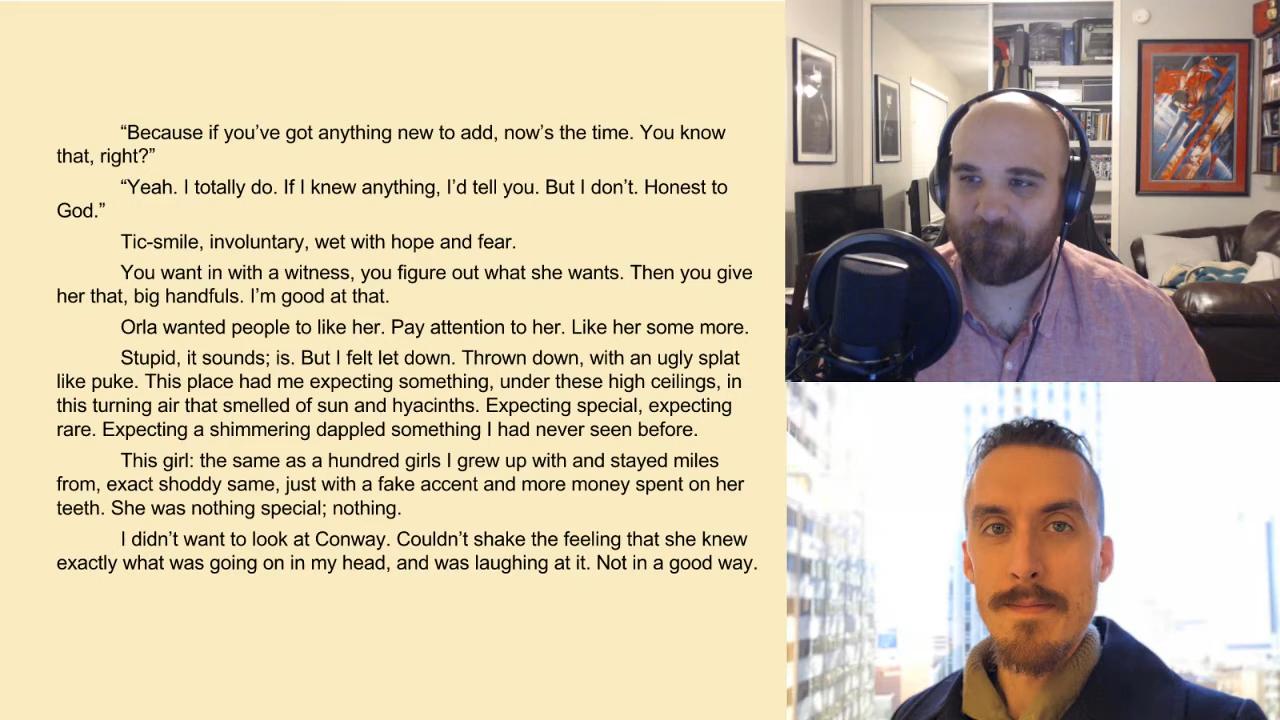 “Because if you’ve got anything new to add, now’s the time. You know
that, right?”
“Yeah. I totally do. If I knew anything, I’d tell you. But I don’t. Honest to
God.”
Tic-smile, involuntary, wet with hope and fear.
You want in with a witness, you figure out what she wants. Then you give
her that, big handfuls. I’m good at that.
Orla wanted people to like her. Pay attention to her. Like her some more.
Stupid, it sounds; is. But I felt let down. Thrown down, with an ugly splat
like puke. This place had me expecting something, under these high ceilings, in
this turning air that smelled of sun and hyacinths. Expecting special, expecting
rare. Expecting a shimmering dappled something I had never seen before.
This girl: the same as a hundred girls I grew up with and stayed miles
from, exact shoddy same, just with a fake accent and more money spent on her
teeth. She was nothing special; nothing.
I didn’t want to look at Conway. Couldn’t shake the feeling that she knew
exactly what was going on in my head, and was laughing at it. Not in a good way.